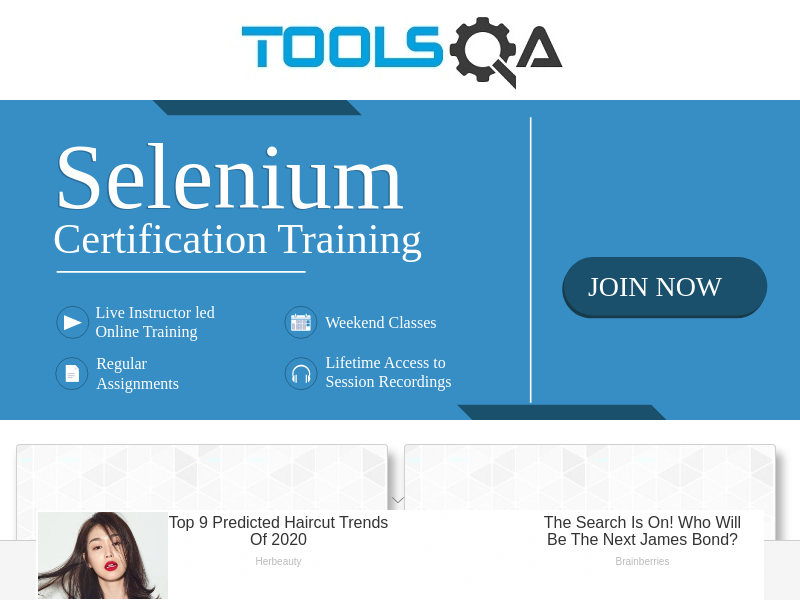 TOOLSQA
Selenium
Certification Training
Live Instructor led
Online Training
Weekend Classes
Regular
Assignments
Lifetime Access to
Session Recordings
JOIN NOW
Top 9 Predicted Haircut Trends
Of 2020
Herbeauty
The Search Is On! Who Will
Be The Next James Bond?
Brainberries